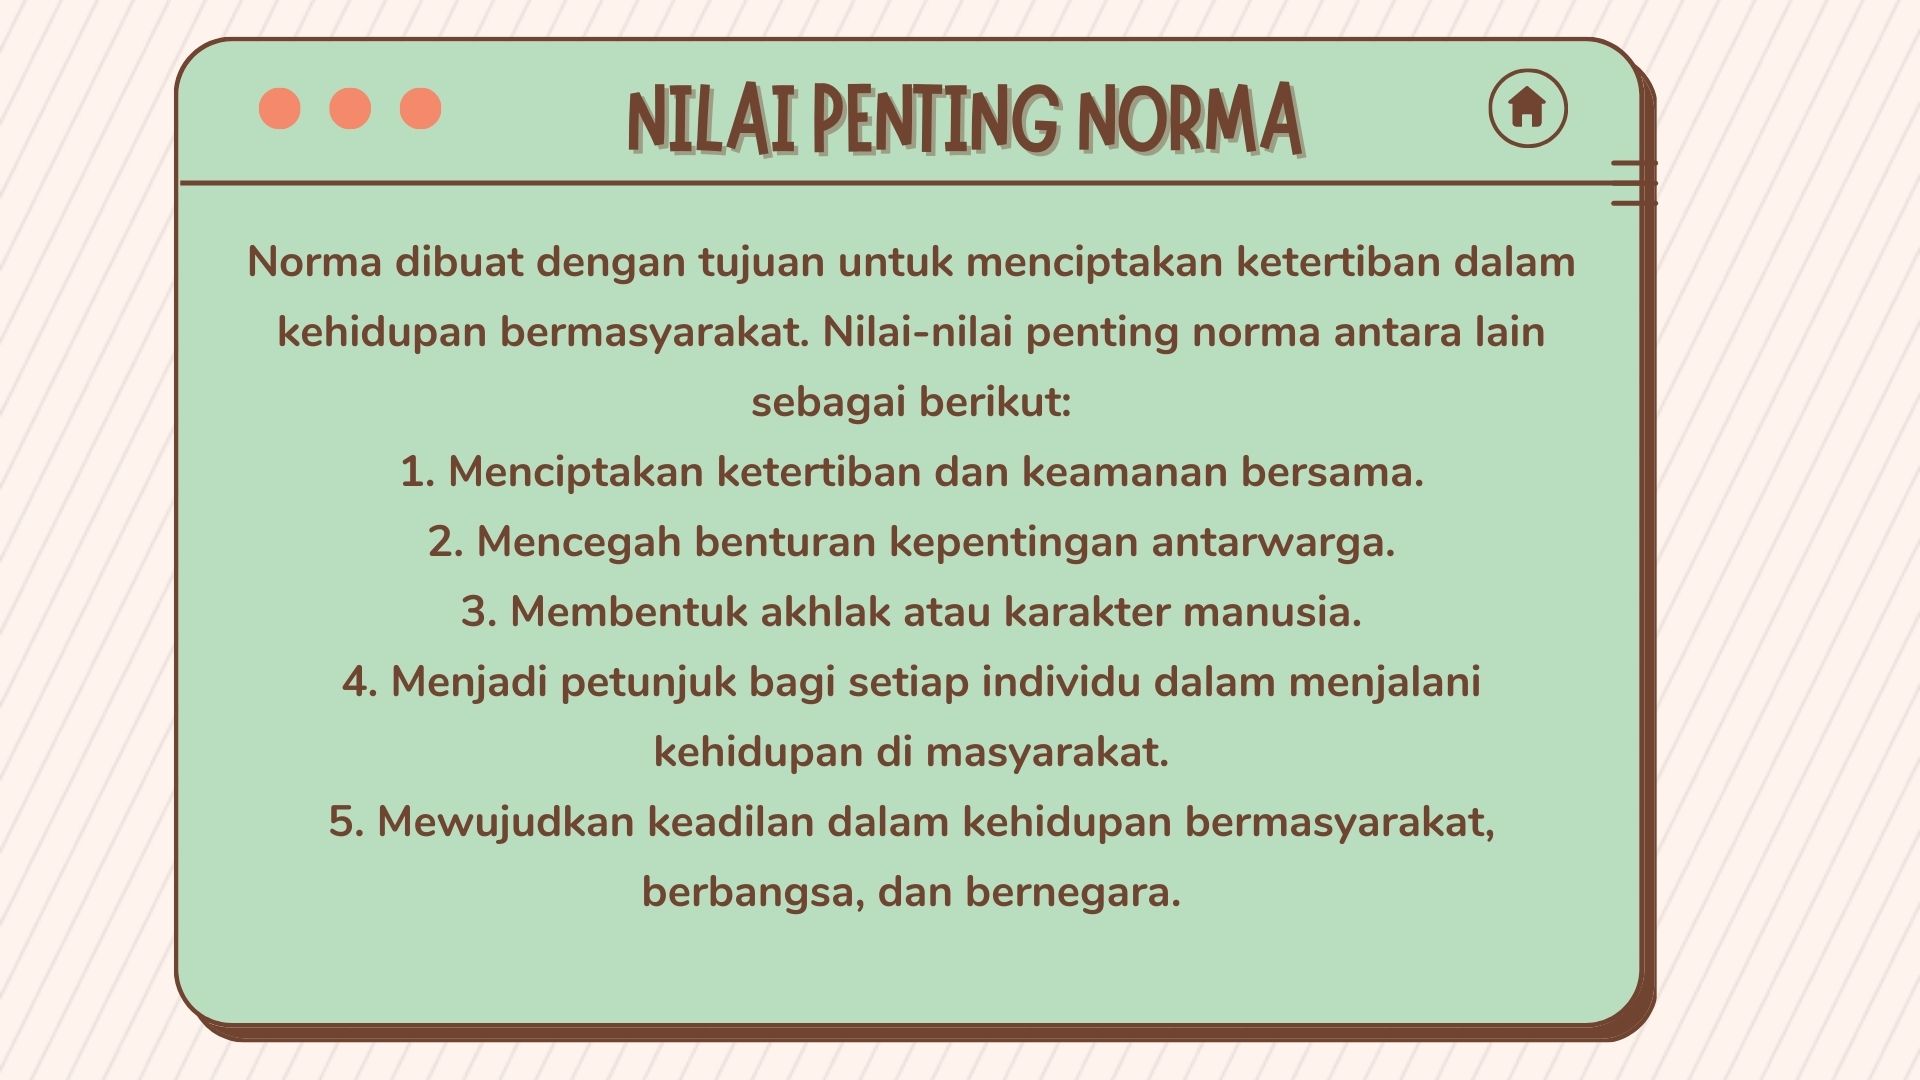 NILAI PENTING NORMA
Norma dibuat dengan tujuan untuk menciptakan ketertiban dalam
kehidupan bermasyarakat. Nilai-nilai penting norma antara lain
sebagai berikut:
1. Menciptakan ketertiban dan keamanan bersama.
2. Mencegah benturan kepentingan antarwarga.
3. Membentuk akhlak atau karakter manusia.
4. Menjadi petunjuk bagi setiap individu dalam menjalani
kehidupan di masyarakat.
5. Mewujudkan keadilan dalam kehidupan bermasyarakat,
berbangsa, dan bernegara.